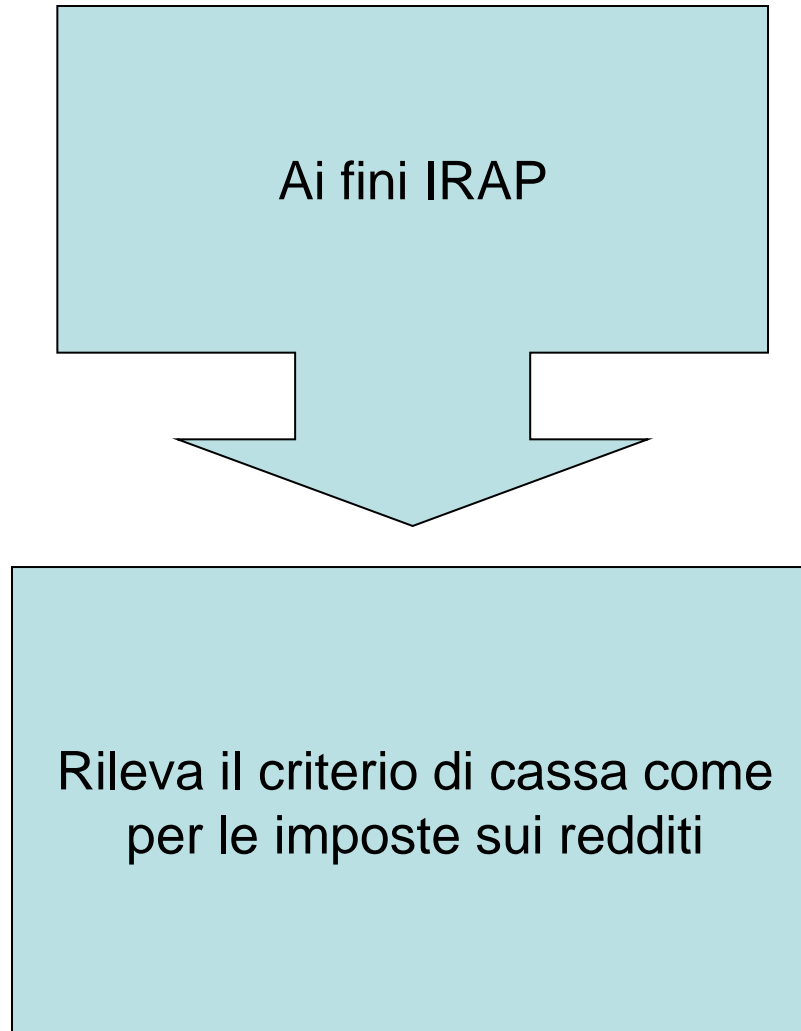 Ai fini IRAP
Rileva il criterio di cassa come
per le imposte sui redditi